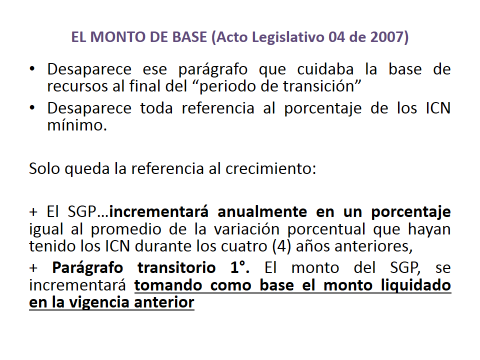 EL MONTO DE BASE (Acto Legislativo 04 de 2007)
• Desaparece ese parágrafo que cuidaba la base de
recursos al final del “periodo de transición”
• Desaparece toda referencia al porcentaje de los ICN
mínimo.
Solo queda la referencia al crecimiento:
+ El SGP…incrementará anualmente en un porcentaje
igual al promedio de la variación porcentual que hayan
tenido los ICN durante los cuatro (4) años anteriores,
+ Parágrafo transitorio 1°. El monto del SGP, se
incrementará tomando como base el monto liquidado
en la vigencia anterior